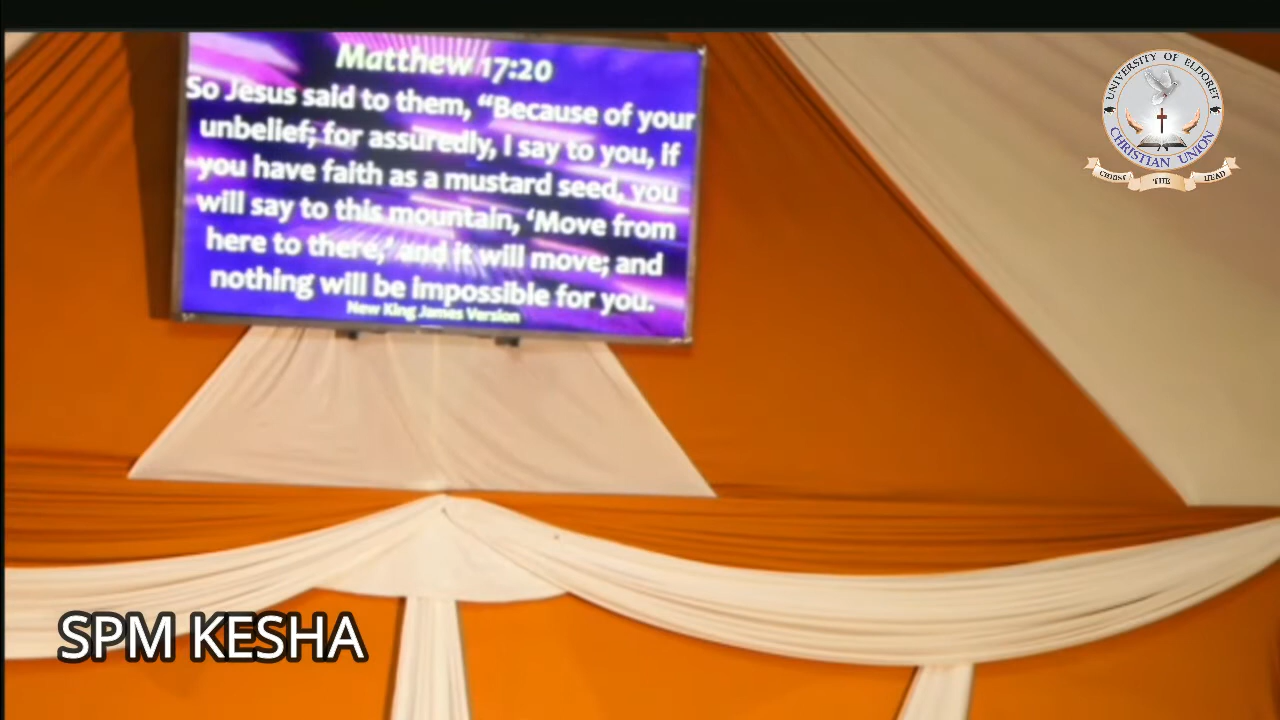 Matthew 17:20
So Jesus said to them, “Because of your
unbelief; for assuredly, I say to you, if
you have faith as a mustard seed, you
will say to this mountain, ‘Move from
here to there,’ and it will move; and
nothing will be impossible for you.
New King James Version
UNIVERSITY OF ELDORET
CHRISTIAN UNION
CHRIST THE HEAD
SPM KESHA